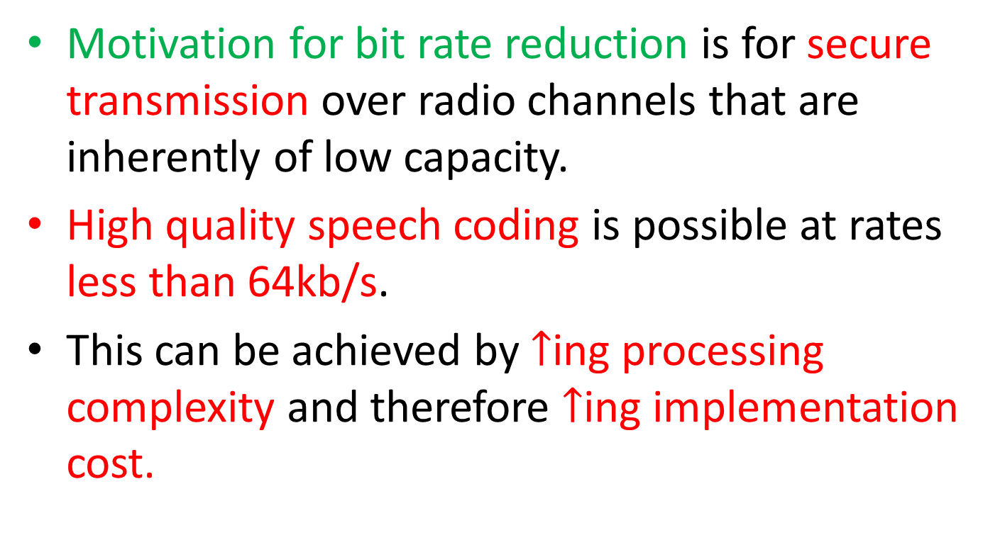 • Motivation for bit rate reduction is for secure
transmission over radio channels that are
inherently of low capacity.
• High quality speech coding is possible at rates
less than 64kb/s.
• This can be achieved by ↑ing processing
complexity and therefore ↑ing implementation
cost.